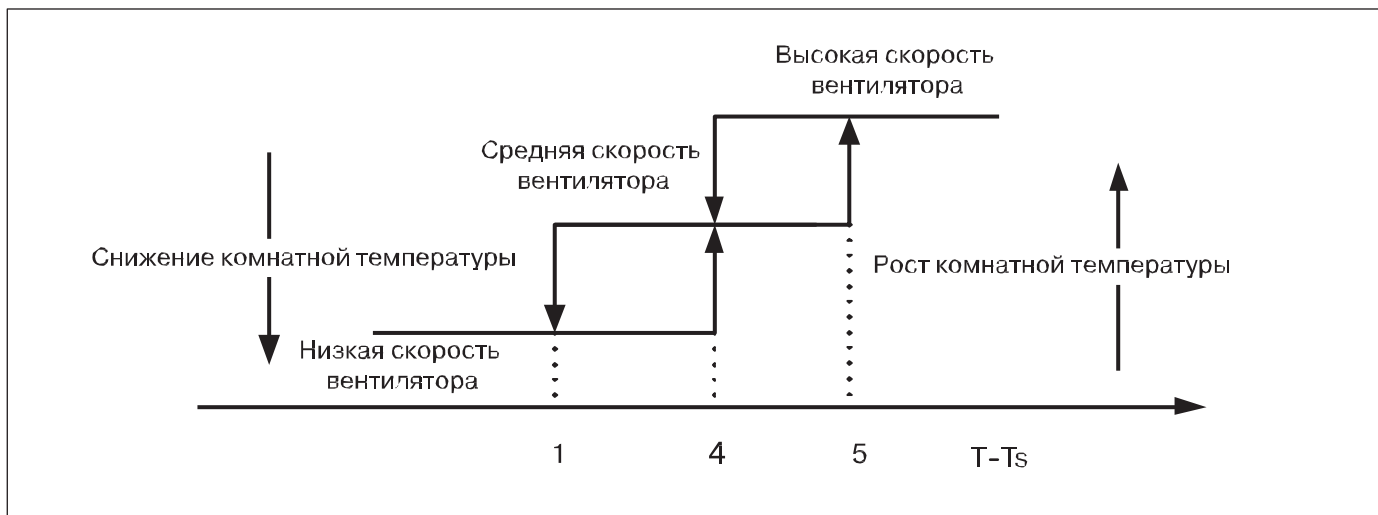 Высокая скорость
вентилятора
Средняя скорость
вентилятора
Снижение комнатной температуры
Рост комнатной температуры
Низкая скорость
вентилятора
1 4 5 T-Ts